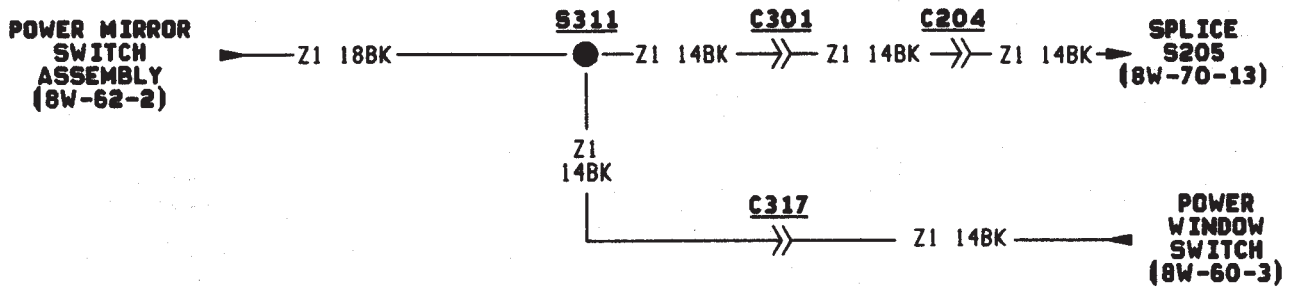 POWER MIRROR
SWITCH
ASSEMBLY
(8W-62-2)
Z1 18BK
S311
Z1 14BK
C301
Z1 14BK
C204
Z1 14BK
SPLICE
S205
(8W-70-13)
Z1
14BK
C317
Z1 14BK
POWER
WINDOW
SWITCH
(8W-60-3)